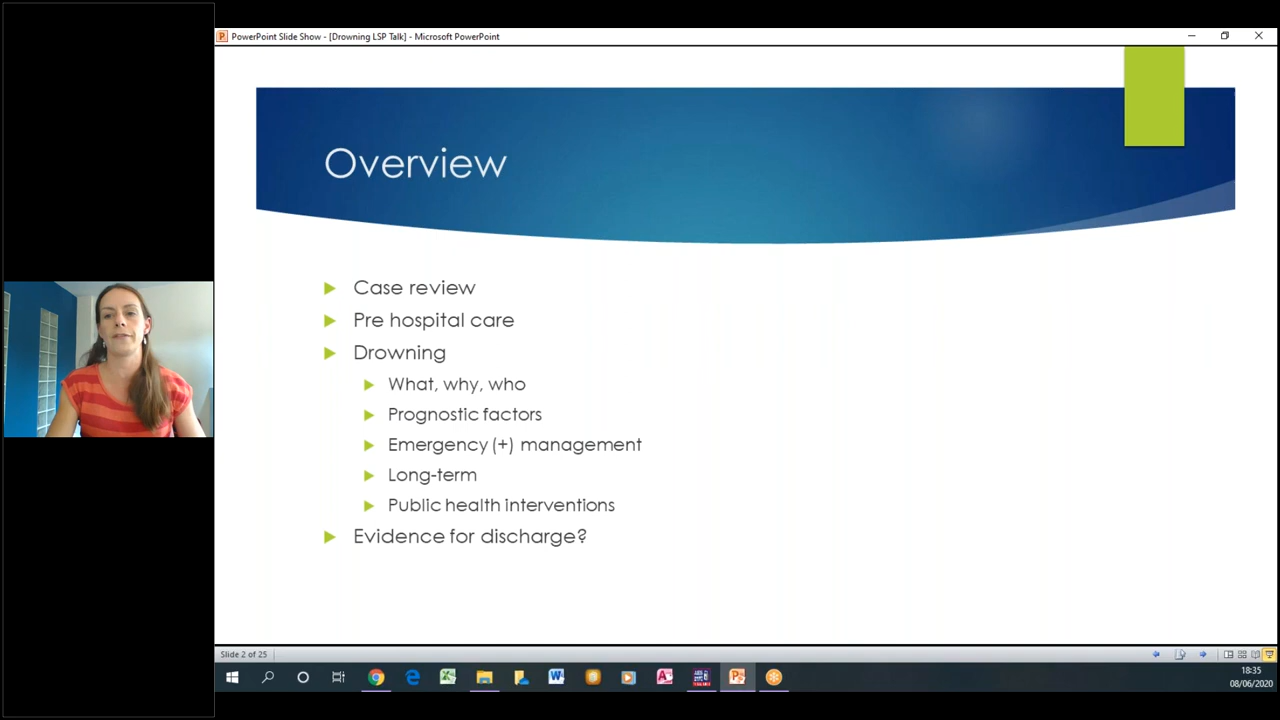 PowerPoint Slide Show - [Drowning LSP Talk] - Microsoft PowerPoint
Overview
Case review
Pre hospital care
Drowning
What, why, who
Prognostic factors
Emergency (+) management
Long-term
Public health interventions
Evidence for discharge?
Slide 2 of 25
18:35
08/06/2020